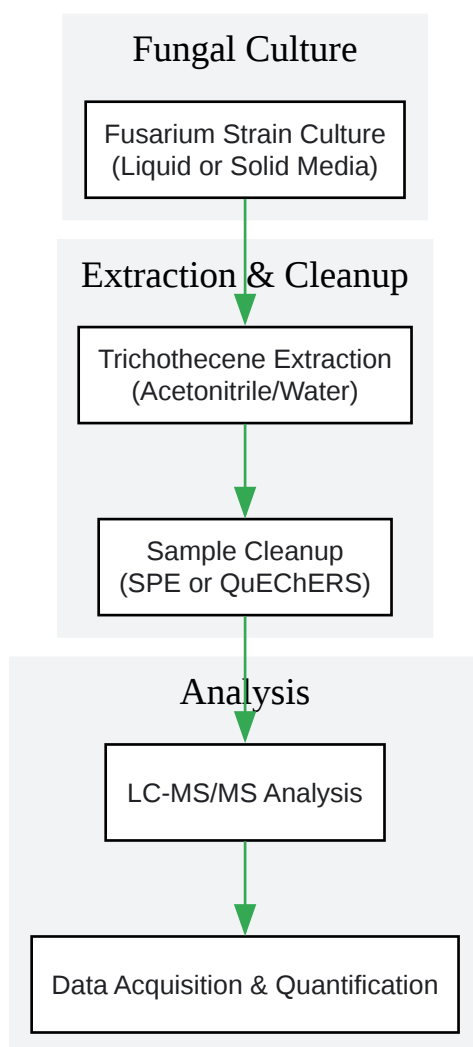 Fungal Culture
Fusarium Strain Culture
(Liquid or Solid Media)
Extraction & Cleanup
Trichothecene Extraction
(Acetonitrile/Water)
Sample Cleanup
(SPE or QuEChERS)
Analysis
LC-MS/MS Analysis
Data Acquisition & Quantification